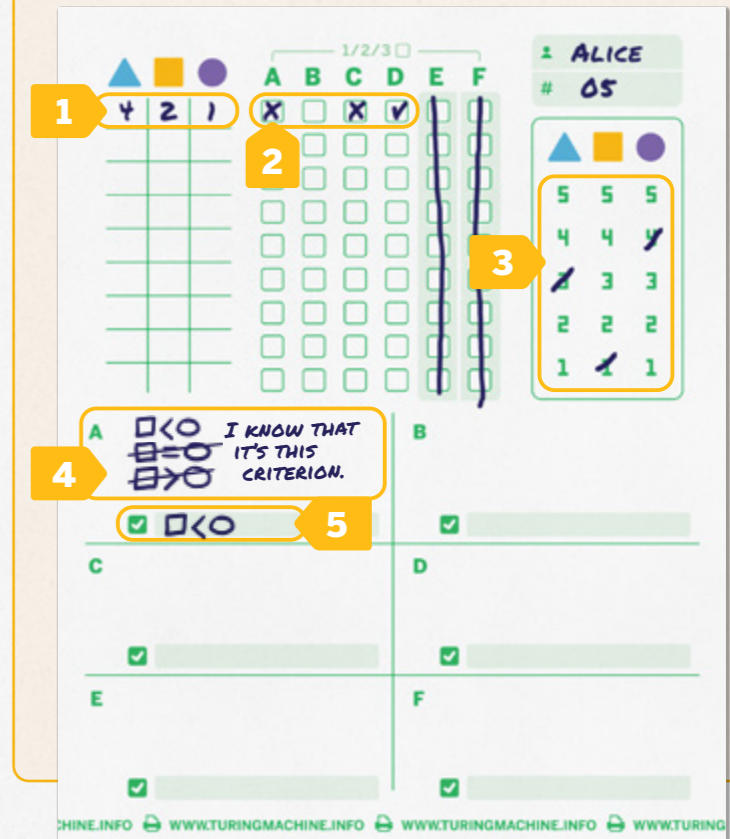 1/2/3
A B C D E F
ALICE
# 05
1
4 2 1
X X ✓
2
5 5 5
4 4 4
3
3 3 3
2 2 2
1 1 1
4
A
□<○
□=○
□>○
I KNOW THAT
IT'S THIS
CRITERION.
B
□<○
5
C
D
E
F
CHINE.INFO WWW.TURINGMACHINE.INFO WWW.TURINGMACHINE.INFO WWW.TURING